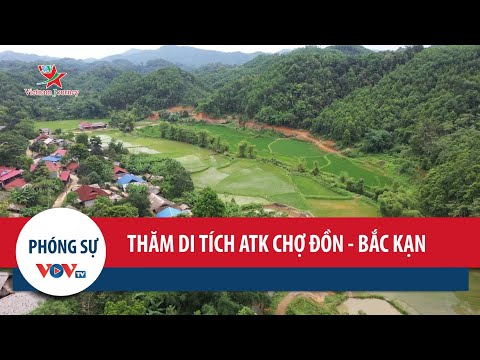 Vietnam Journey
PHÓNG SỰ
VOV TV
THĂM DI TÍCH ATK CHỢ ĐỒN - BẮC KẠN